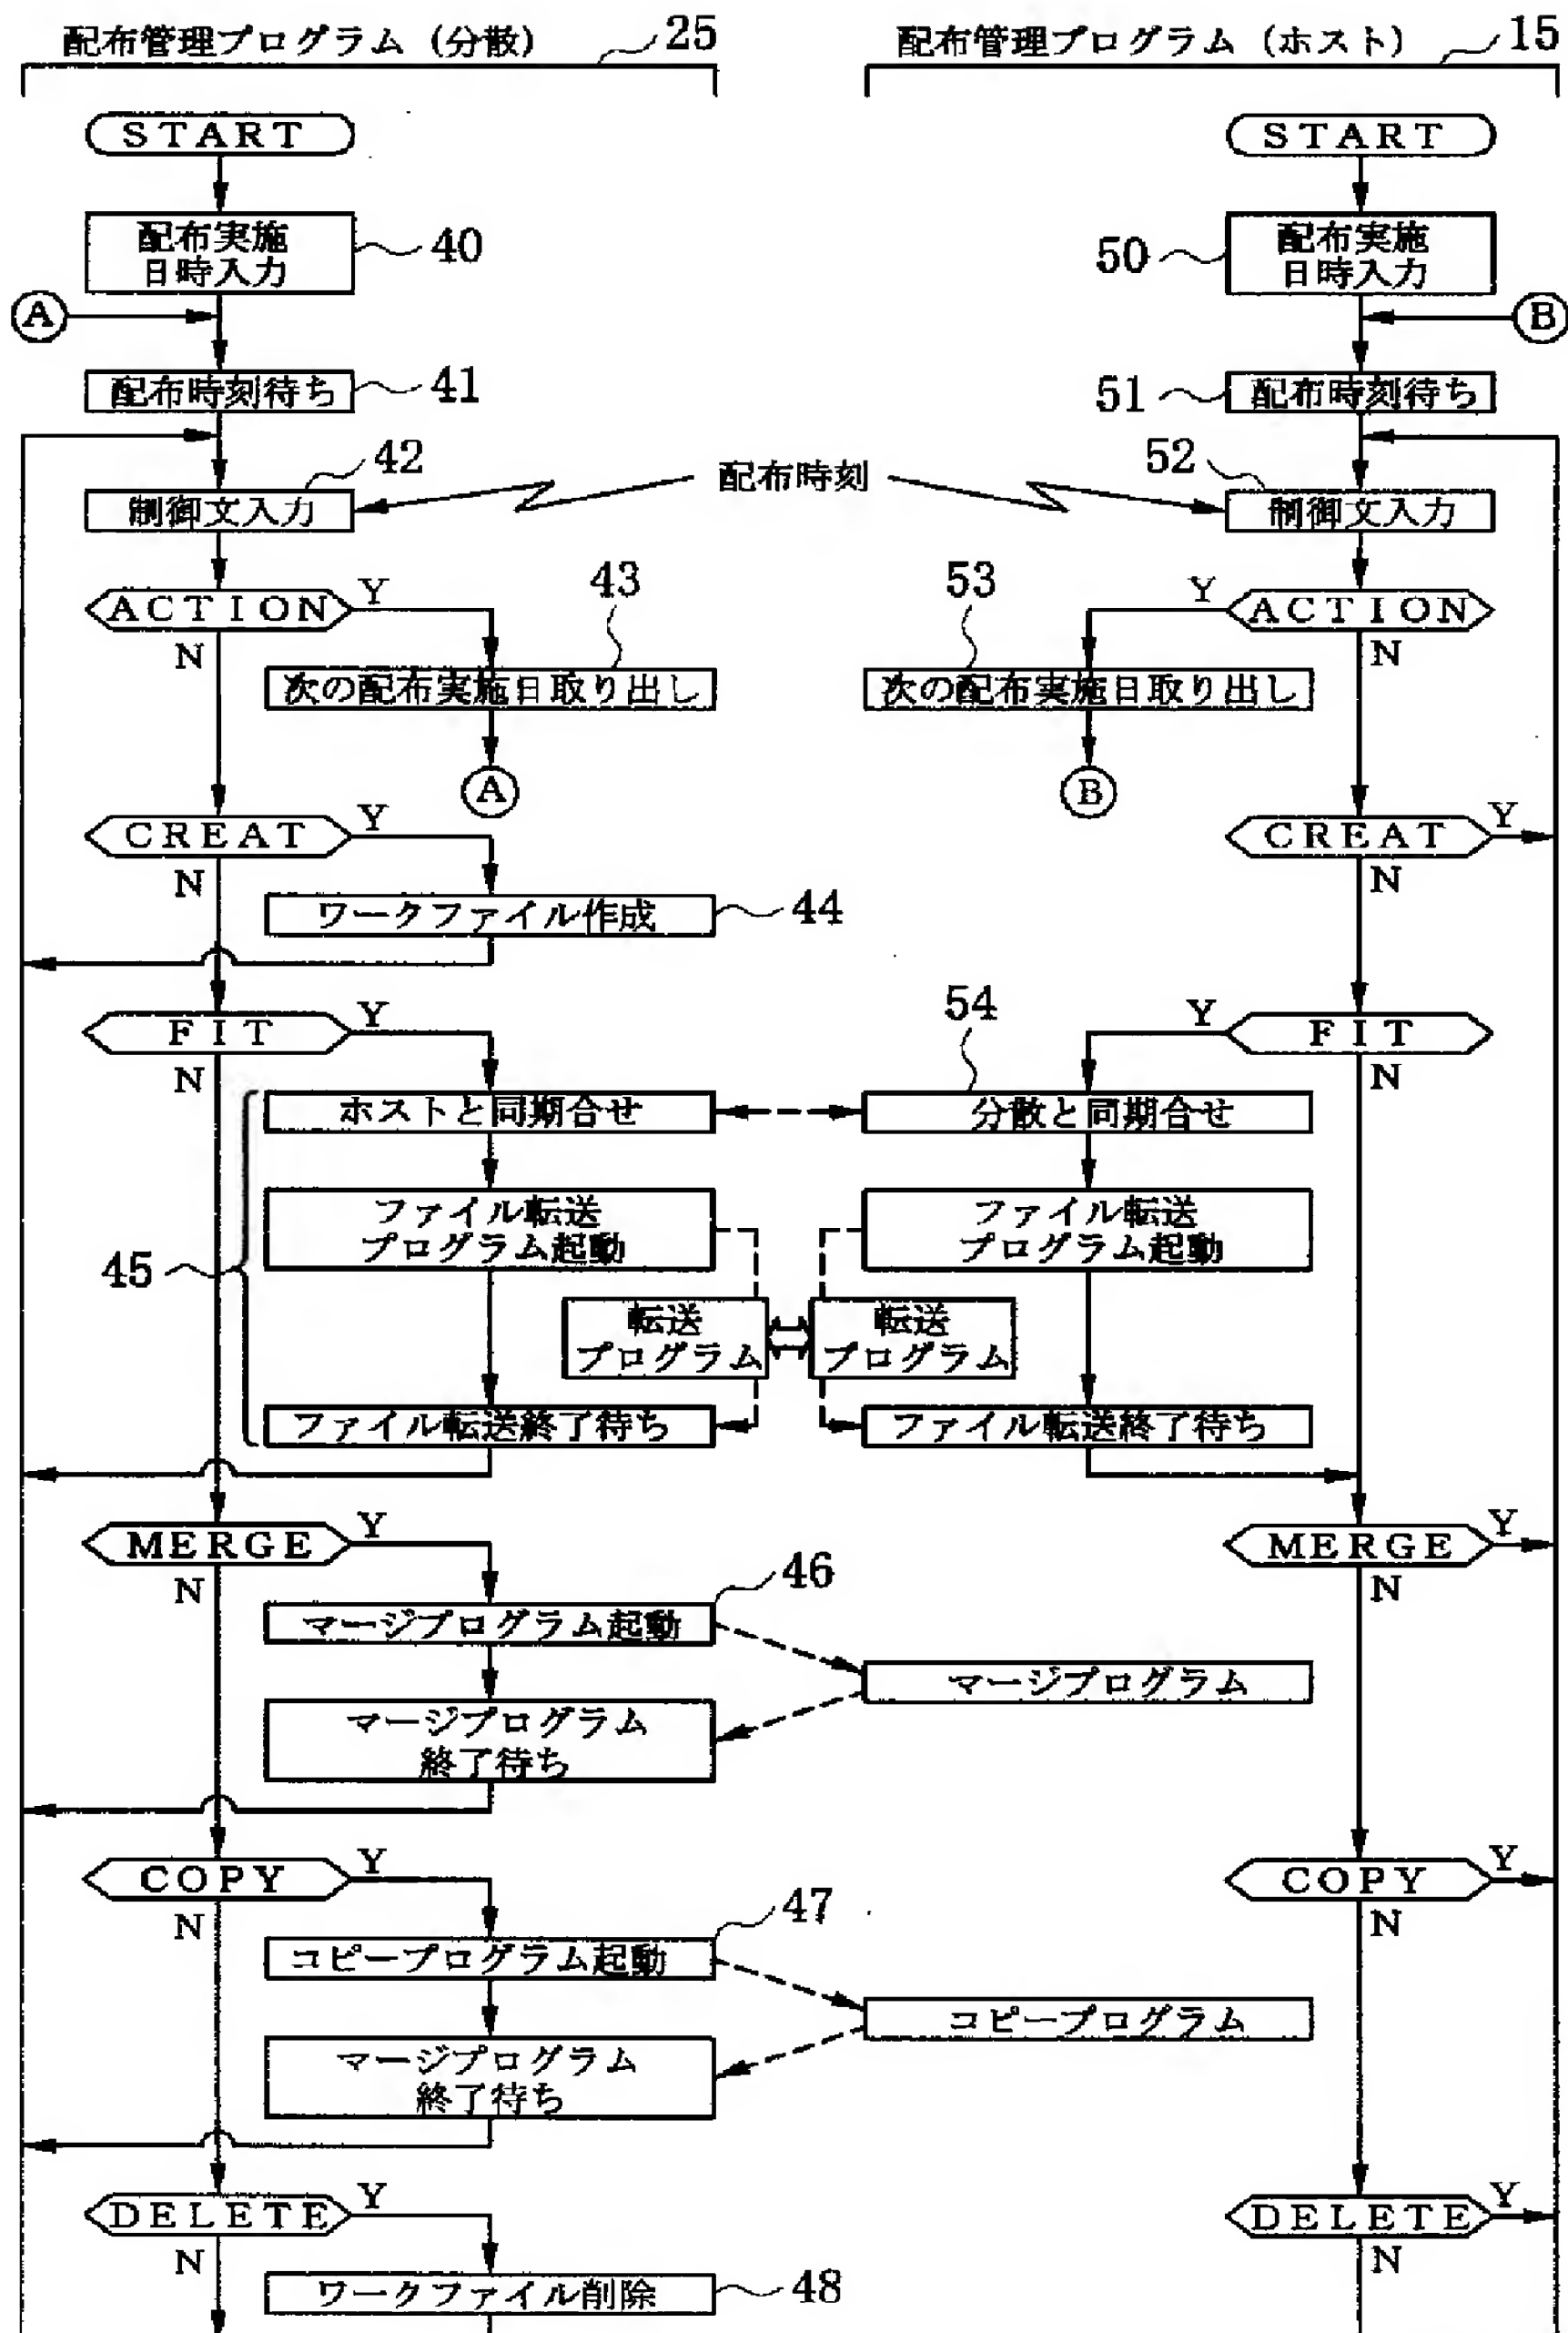 配布管理プログラム (分散) 25
配布管理プログラム (ホスト) 15
START
START
配布実施
日時入力
40
50
配布実施
日時入力
A
B
配布時刻待ち
41
51
配布時刻待ち
42
配布時刻
52
制御文入力
制御文入力
43
53
ACTION
Y
N
Y
ACTION
N
次の配布実施日取り出し
次の配布実施日取り出し
A
B
CREAT
Y
N
CREAT
Y
N
ワークファイル作成
44
FIT
Y
N
54
Y
FIT
N
ホストと同期合せ
分散と同期合せ
ファイル転送
プログラム起動
ファイル転送
プログラム起動
45
転送
プログラム
転送
プログラム
ファイル転送終了待ち
ファイル転送終了待ち
MERGE
Y
N
MERGE
Y
N
46
マージプログラム起動
マージプログラム
マージプログラム
終了待ち
COPY
Y
N
COPY
Y
N
47
コピープログラム起動
コピープログラム
マージプログラム
終了待ち
DELETE
Y
N
DELETE
Y
N
ワークファイル削除
48